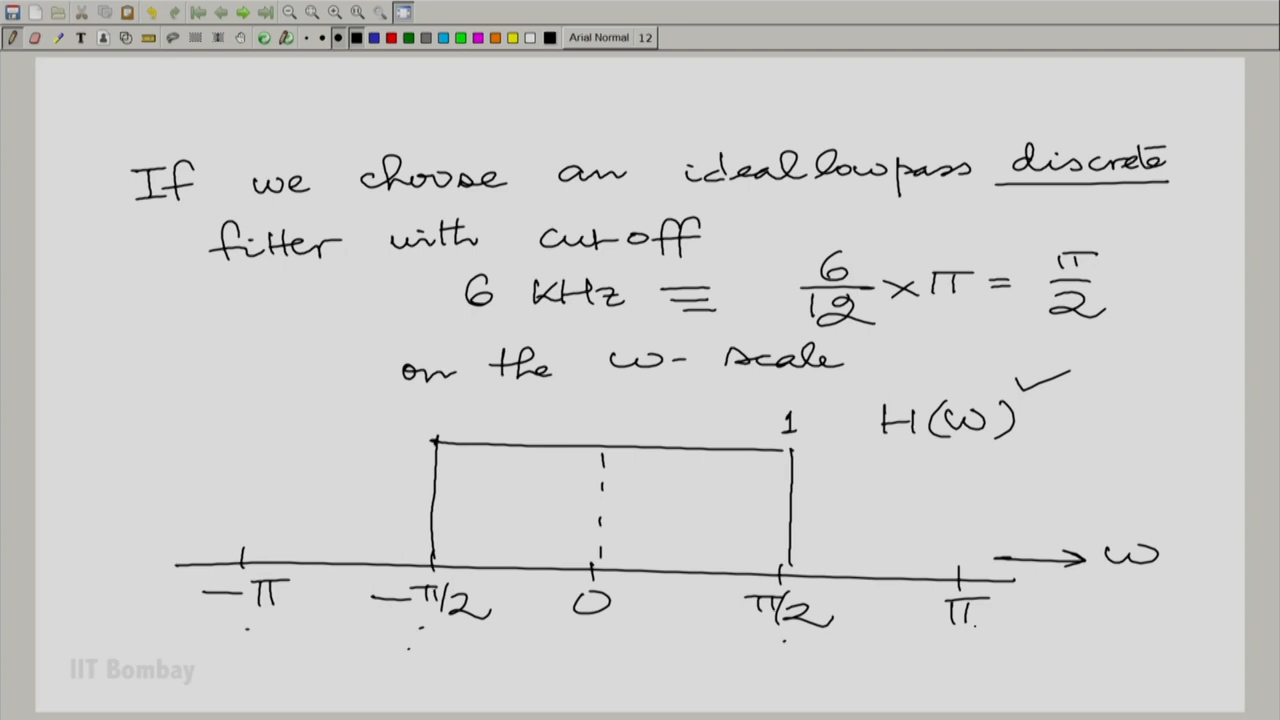 Arial Normal 12
If we choose an ideal lowpass discrete
filter with cutoff
6 KHz ≡ 6/12 × π = π/2
on the ω- scale
1 H(ω) ✓
ω
-π -π/2 0 π/2 π
IIT Bombay